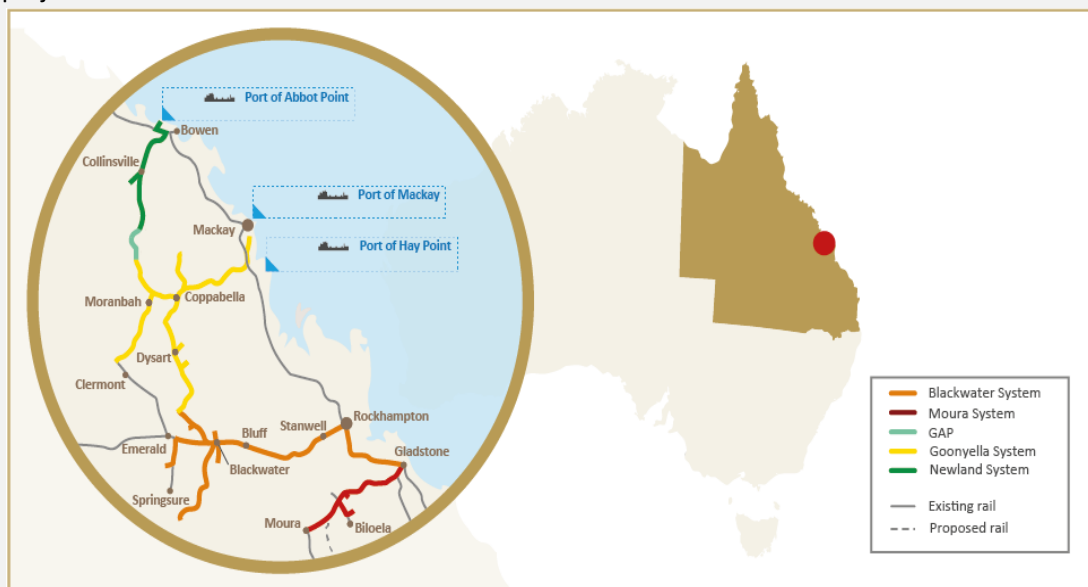 Port of Abbot Point
Bowen
Collinsville
Port of Mackay
Mackay
Port of Hay Point
Moranbah
Coppabella
Dysart
Clermont
Rockhampton
Stanwell
Bluff
Emerald
Gladstone
Blackwater
Springsure
Moura
Biloela
Blackwater System
Moura System
GAP
Goonyella System
Newland System
Existing rail
Proposed rail